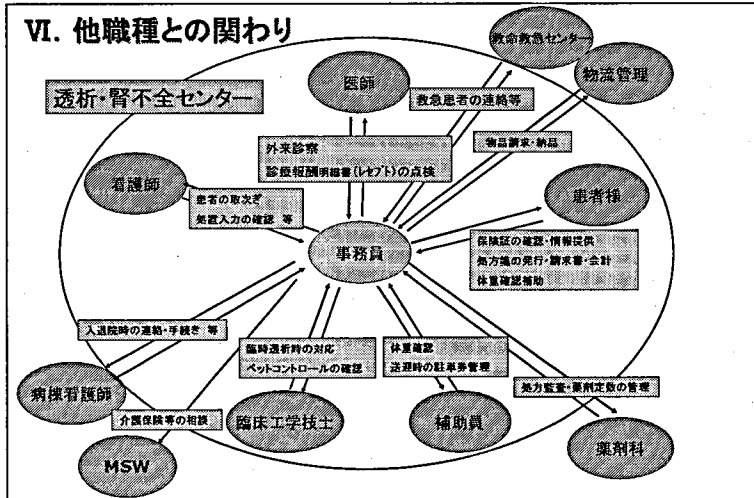 Ⅵ. 他職種との関わり
救命救急センター
物流管理
医師
透析・腎不全センター
救急患者の連絡等
物品請求・納品
外来診察
診療報酬明細書(レセプト)の点検
看護師
患者の取次ぎ
処置入力の確認 等
患者様
事務員
保険証の確認・情報提供
処方箋の発行・請求書・会計
体重確認補助
入退院時の連絡・手続き 等
臨時透析時の対応
ベットコントロールの確認
体重確認
送迎時の駐車券管理
処方監査・薬剤定数の管理
病棟看護師
介護保険等の相談
臨床工学技士
補助員
薬剤科
MSW